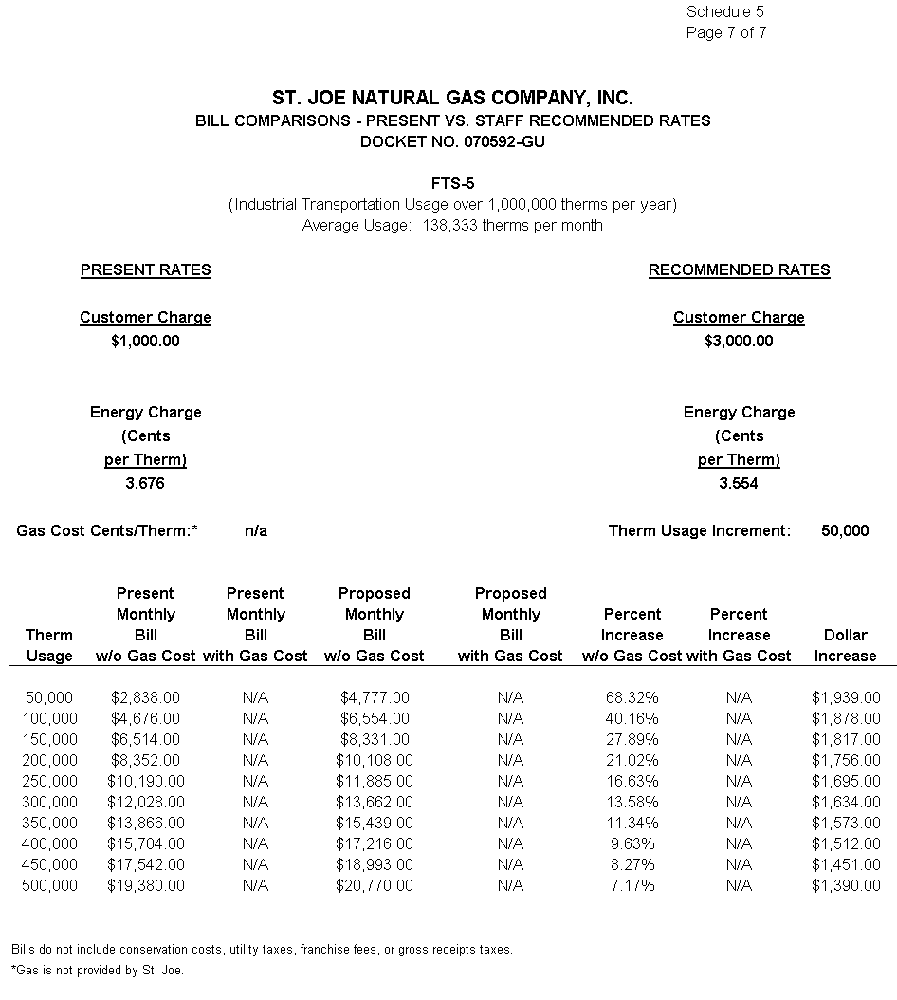 Schedule 5
Page 7 of 7
ST. JOE NATURAL GAS COMPANY, INC.
BILL COMPARISONS - PRESENT VS. STAFF RECOMMENDED RATES
DOCKET NO. 070592-GU
FTS-5
(Industrial Transportation Usage over 1,000,000 therms per year)
Average Usage: 138,333 therms per month
PRESENT RATES RECOMMENDED RATES
Customer Charge Customer Charge
$1,000.00 $3,000.00
Energy Charge Energy Charge
(Cents (Cents
per Therm) per Therm)
3.676 3.554
Gas Cost Cents/Therm:* n/a Therm Usage Increment: 50,000
Present Present Proposed Proposed
Monthly Monthly Monthly Monthly Percent Percent
Therm Bill Bill Bill Bill Increase Increase Dollar
Usage w/o Gas Cost with Gas Cost w/o Gas Cost with Gas Cost w/o Gas Cost with Gas Cost Increase
50,000 $2,838.00 N/A $4,777.00 N/A 68.32% N/A $1,939.00
100,000 $4,676.00 N/A $6,554.00 N/A 40.16% N/A $1,878.00
150,000 $6,514.00 N/A $8,331.00 N/A 27.89% N/A $1,817.00
200,000 $8,352.00 N/A $10,108.00 N/A 21.02% N/A $1,756.00
250,000 $10,190.00 N/A $11,885.00 N/A 16.63% N/A $1,695.00
300,000 $12,028.00 N/A $13,662.00 N/A 13.58% N/A $1,634.00
350,000 $13,866.00 N/A $15,439.00 N/A 11.34% N/A $1,573.00
400,000 $15,704.00 N/A $17,216.00 N/A 9.63% N/A $1,512.00
450,000 $17,542.00 N/A $18,993.00 N/A 8.27% N/A $1,451.00
500,000 $19,380.00 N/A $20,770.00 N/A 7.17% N/A $1,390.00
Bills do not include conservation costs, utility taxes, franchise fees, or gross receipts taxes.
*Gas is not provided by St. Joe.